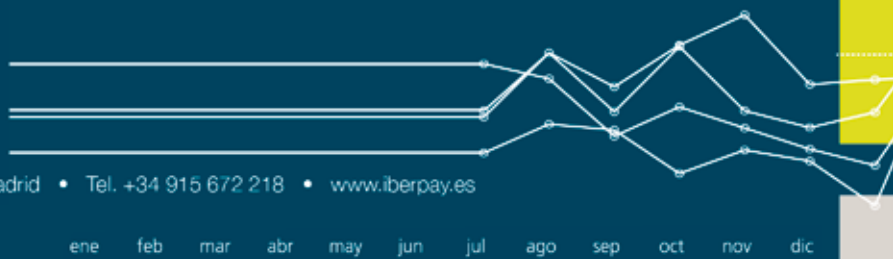 adrid • Tel. +34 915 672 218 • www.iberpay.es
ene feb mar abr may jun jul ago sep oct nov dic